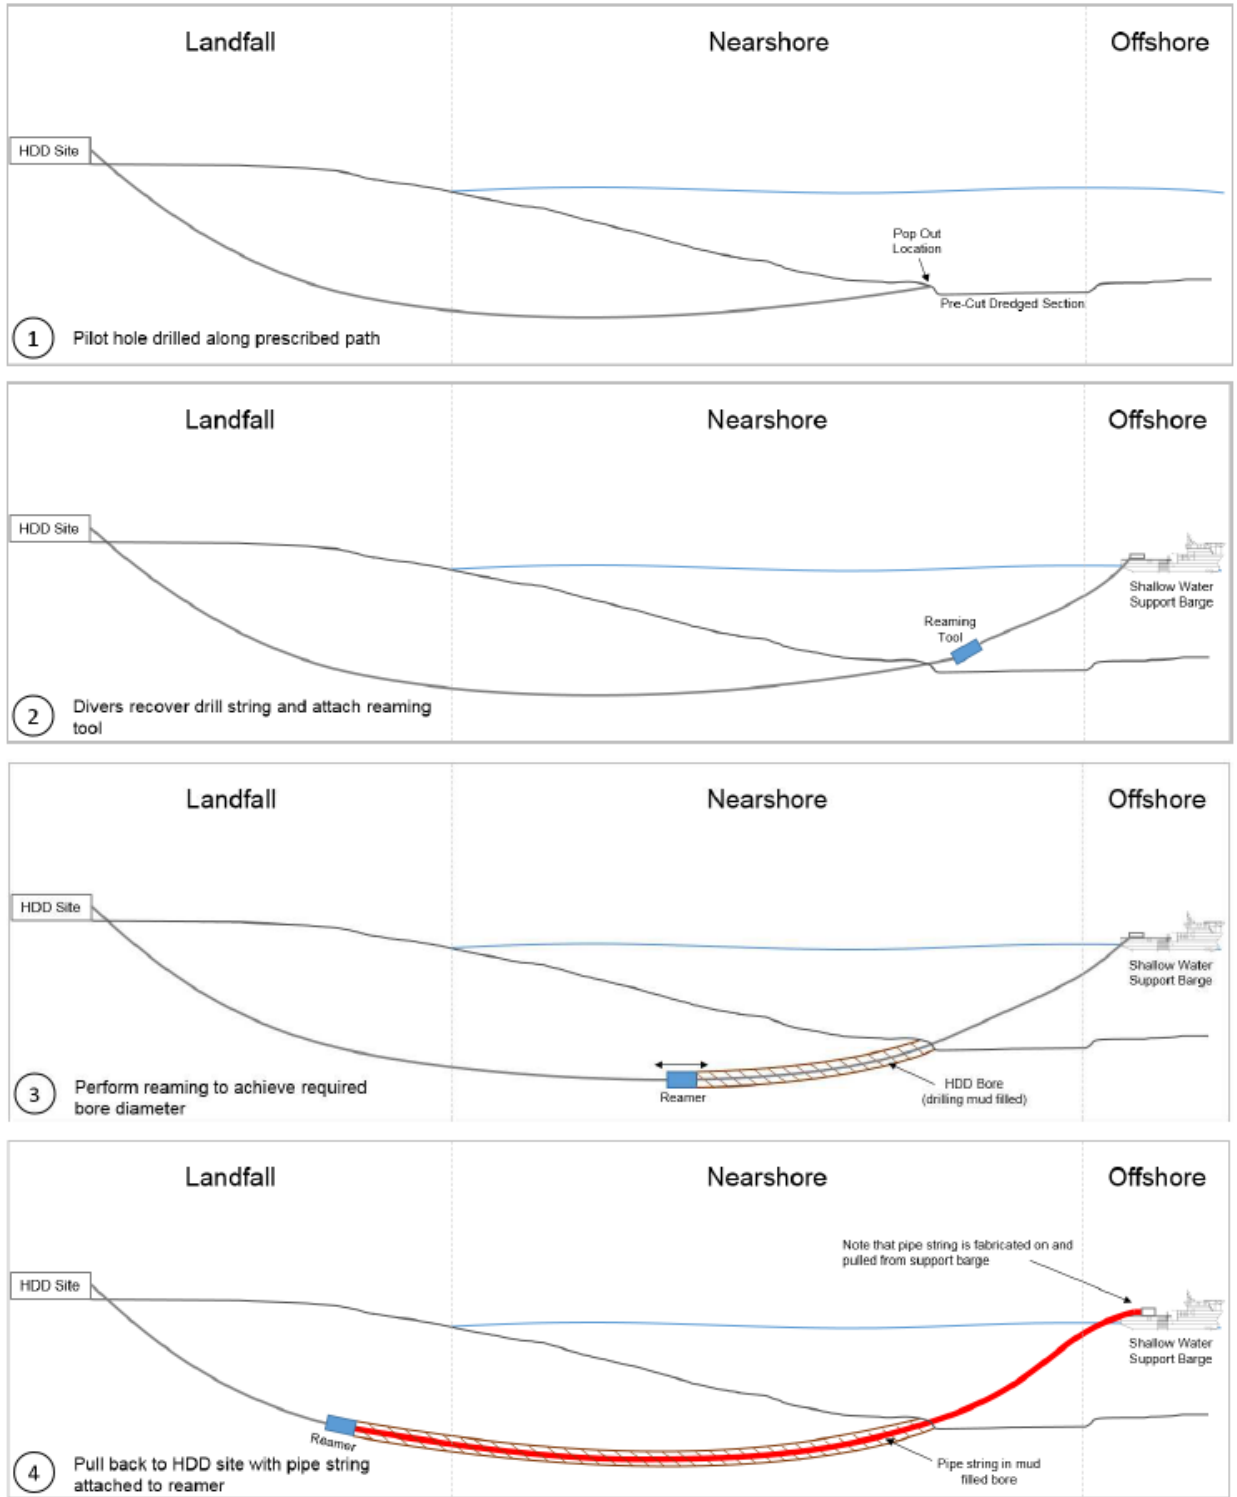 Landfall
Nearshore
Offshore
HDD Site
Pop Out
Location
Pre-Cut Dredged Section
1
Pilot hole drilled along prescribed path
Landfall
Nearshore
Offshore
HDD Site
Shallow Water
Support Barge
Reaming
Tool
2
Divers recover drill string and attach reaming
tool
Landfall
Nearshore
Offshore
HDD Site
Shallow Water
Support Barge
Reamer
HDD Bore
(drilling mud filled)
3
Perform reaming to achieve required
bore diameter
Landfall
Nearshore
Offshore
Note that pipe string is fabricated on and
pulled from support barge
HDD Site
Shallow Water
Support Barge
Reamer
Pipe string in mud
filled bore
4
Pull back to HDD site with pipe string
attached to reamer